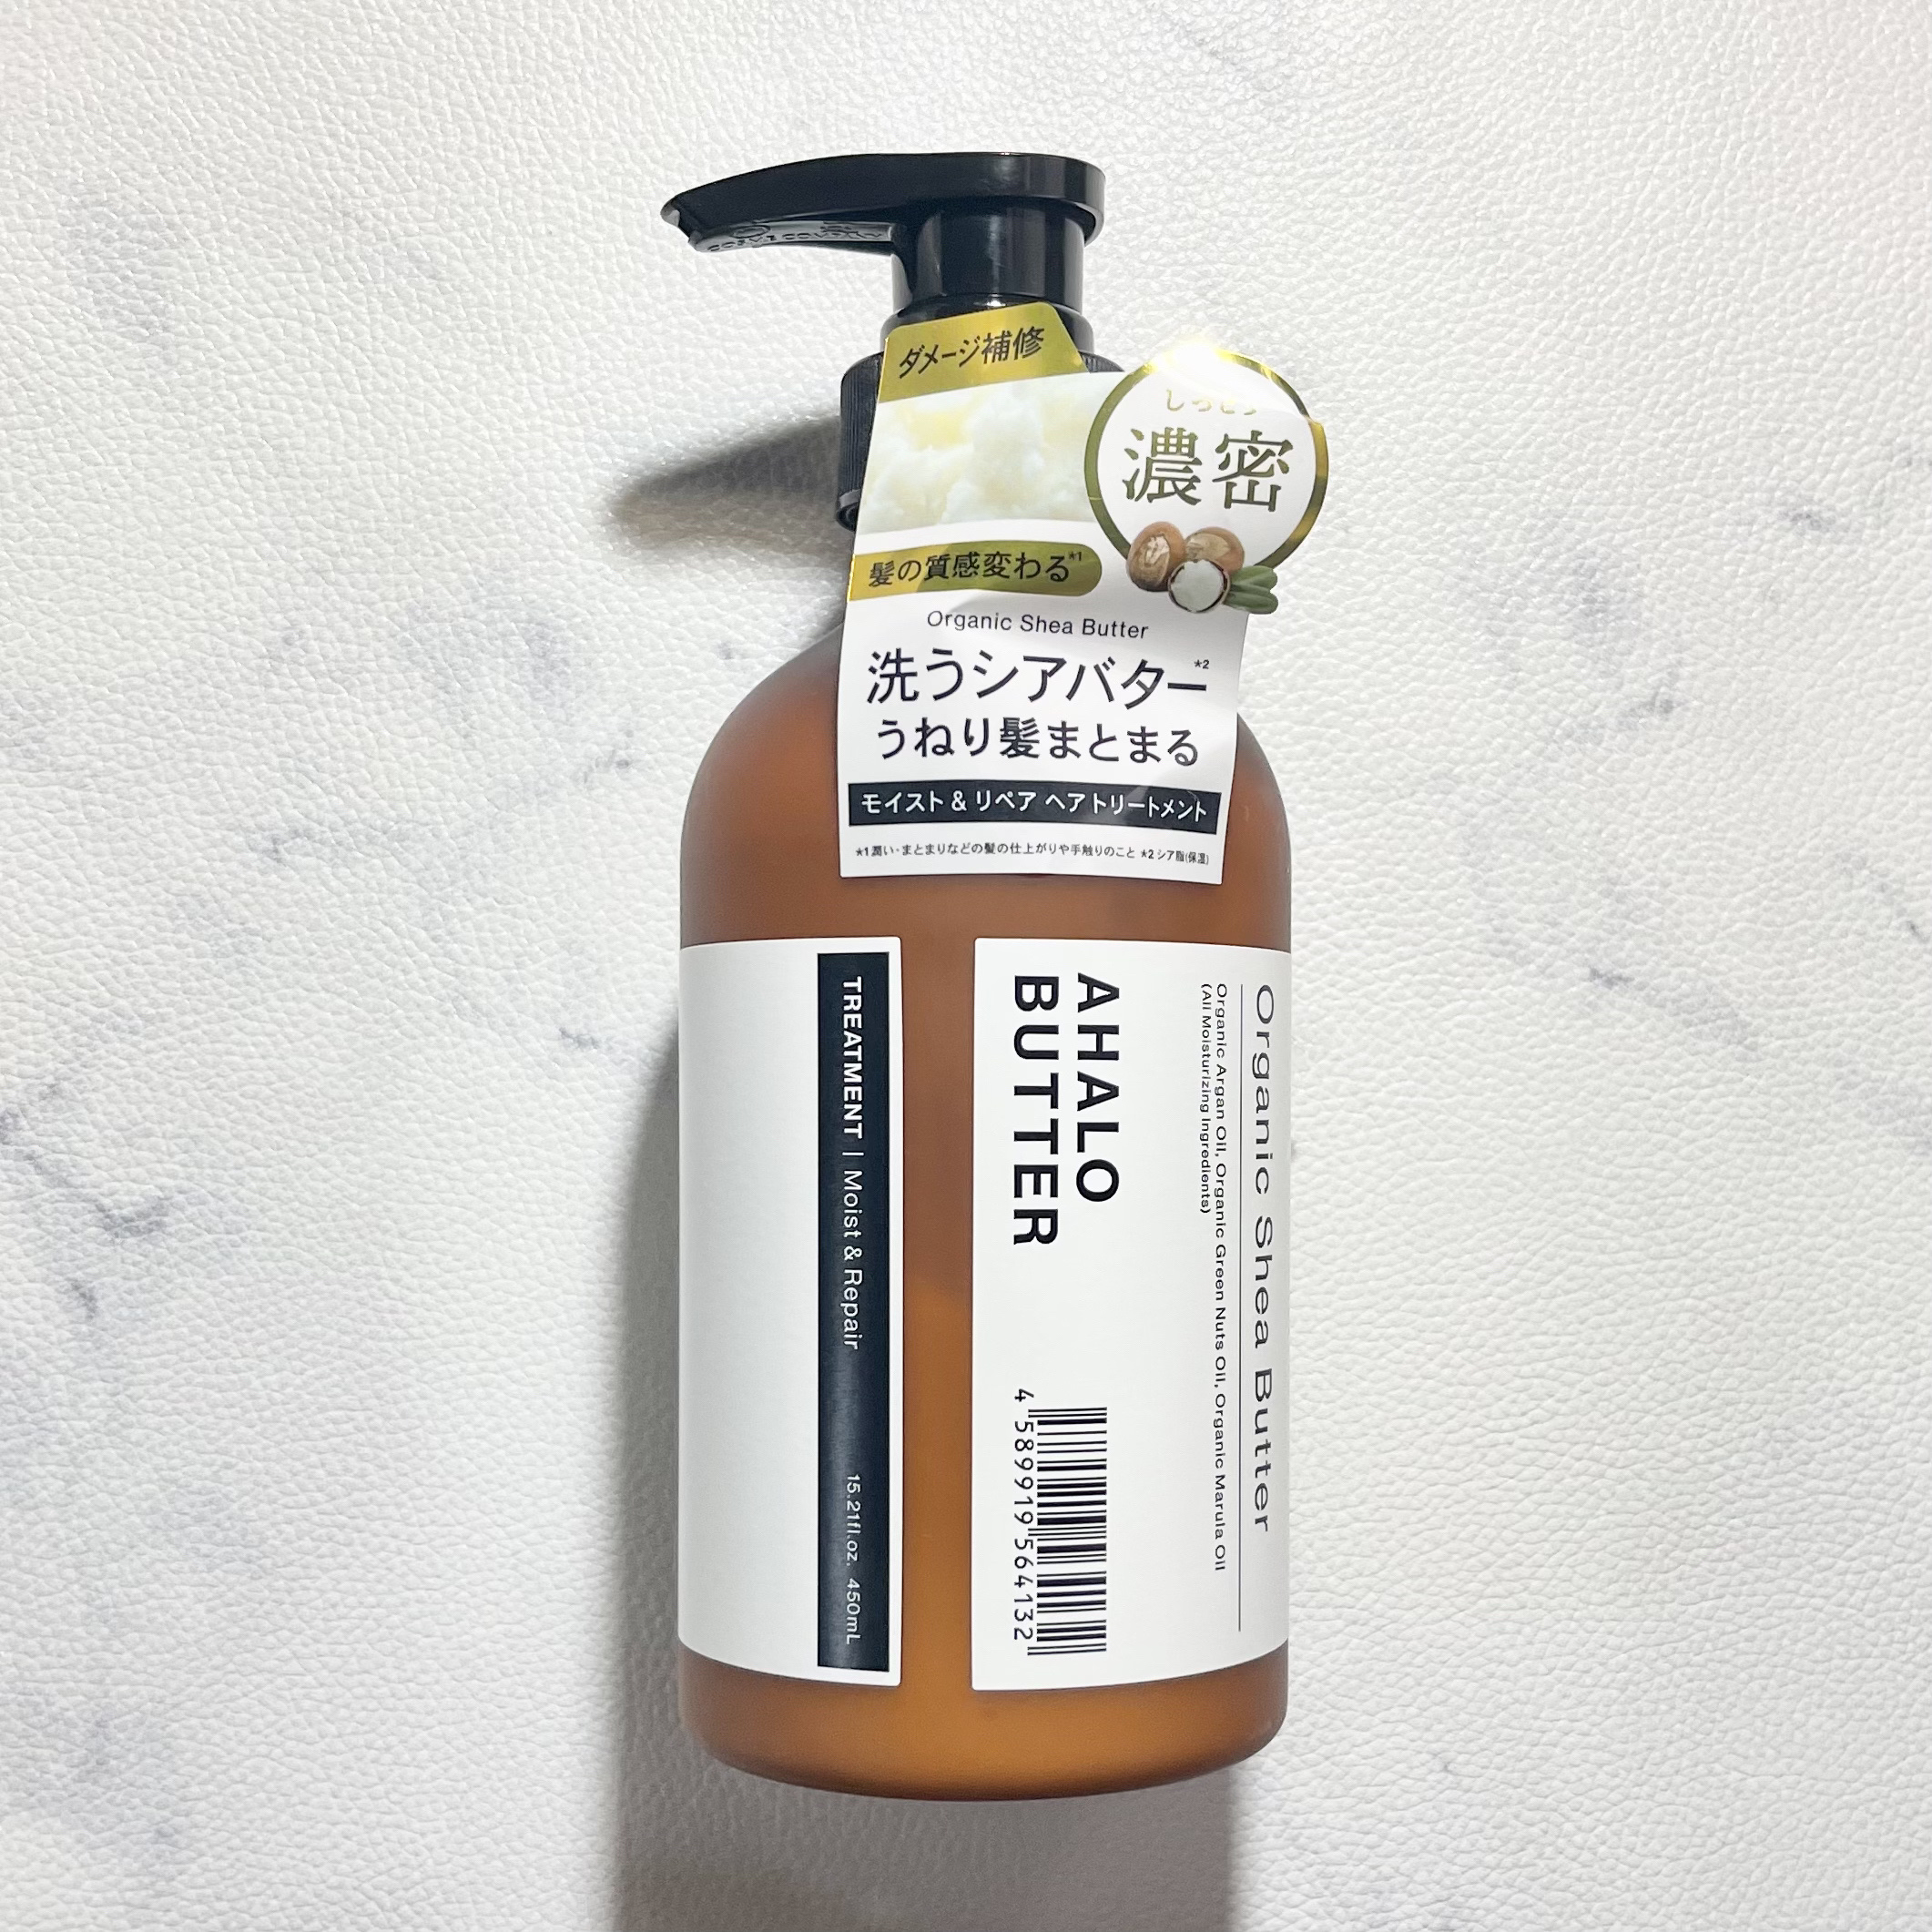 ダメージ補修
しっとり
濃密
髪の質感変わる*1
Organic Shea Butter
洗うシアバター*2
うねり髪まとまる
モイスト & リペア ヘアトリートメント
*1潤い・まとまりなどの髪の仕上がりや手触りのこと *2シア脂(保湿)
Organic Shea Butter
Organic Argan Oil, Organic Green Nuts Oil, Organic Marula Oil
(All Moisturizing Ingredients)
AHALO
BUTTER
4 589919 564132
TREATMENT | Moist & Repair 15.21fl.oz. 450mL